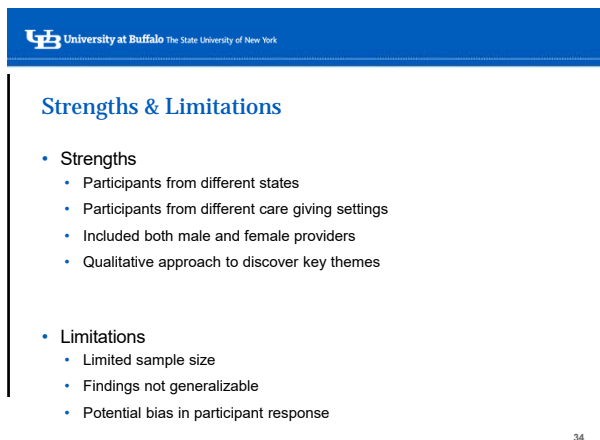 UB University at Buffalo The State University of New York
Strengths & Limitations
• Strengths
• Participants from different states
• Participants from different care giving settings
• Included both male and female providers
• Qualitative approach to discover key themes
• Limitations
• Limited sample size
• Findings not generalizable
• Potential bias in participant response
34